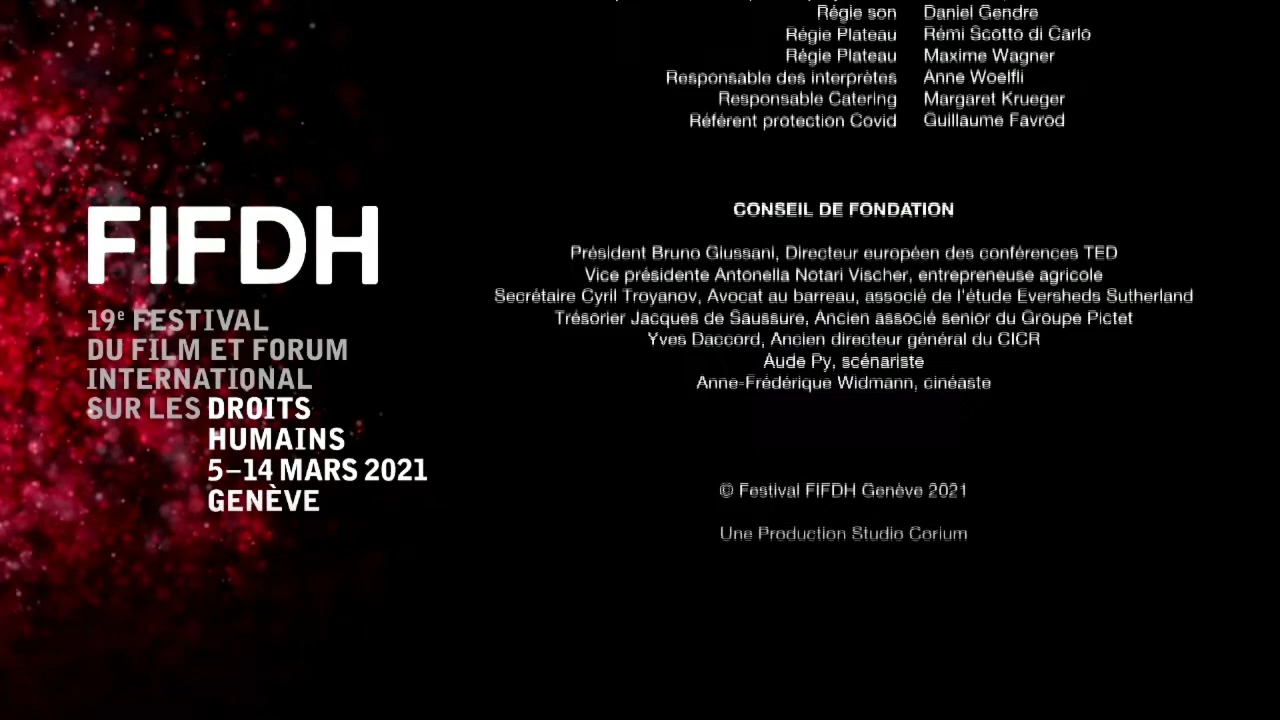 FIFDH
19e FESTIVAL
DU FILM ET FORUM
INTERNATIONAL
SUR LES DROITS
HUMAINS
5–14 MARS 2021
GENÈVE
Régie son Daniel Gendre
Régie Plateau Rémi Scotto di Carlo
Régie Plateau Maxime Wagner
Responsable des interprètes Anne Woelfli
Responsable Catering Margaret Krueger
Référent protection Covid Guillaume Favrod
CONSEIL DE FONDATION
Président Bruno Giussani, Directeur européen des conférences TED
Vice présidente Antonella Notari Vischer, entrepreneuse agricole
Secrétaire Cyril Troyanov, Avocat au barreau, associé de l'étude Eversheds Sutherland
Trésorier Jacques de Saussure, Ancien associé senior du Groupe Pictet
Yves Daccord, Ancien directeur général du CICR
Aude Py, scénariste
Anne-Frédérique Widmann, cinéaste
© Festival FIFDH Genève 2021
Une Production Studio Corium